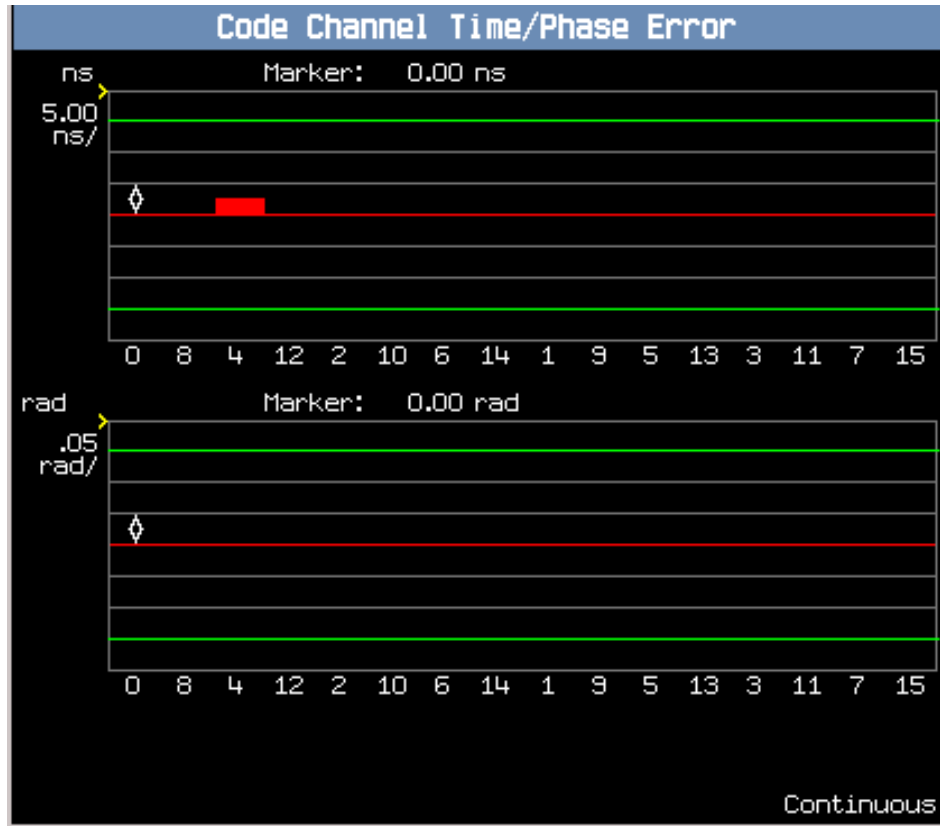 Code Channel Time/Phase Error
ns Marker: 0.00 ns
5.00
ns/
0 8 4 12 2 10 6 14 1 9 5 13 3 11 7 15
rad Marker: 0.00 rad
.05
rad/
0 8 4 12 2 10 6 14 1 9 5 13 3 11 7 15
Continuous